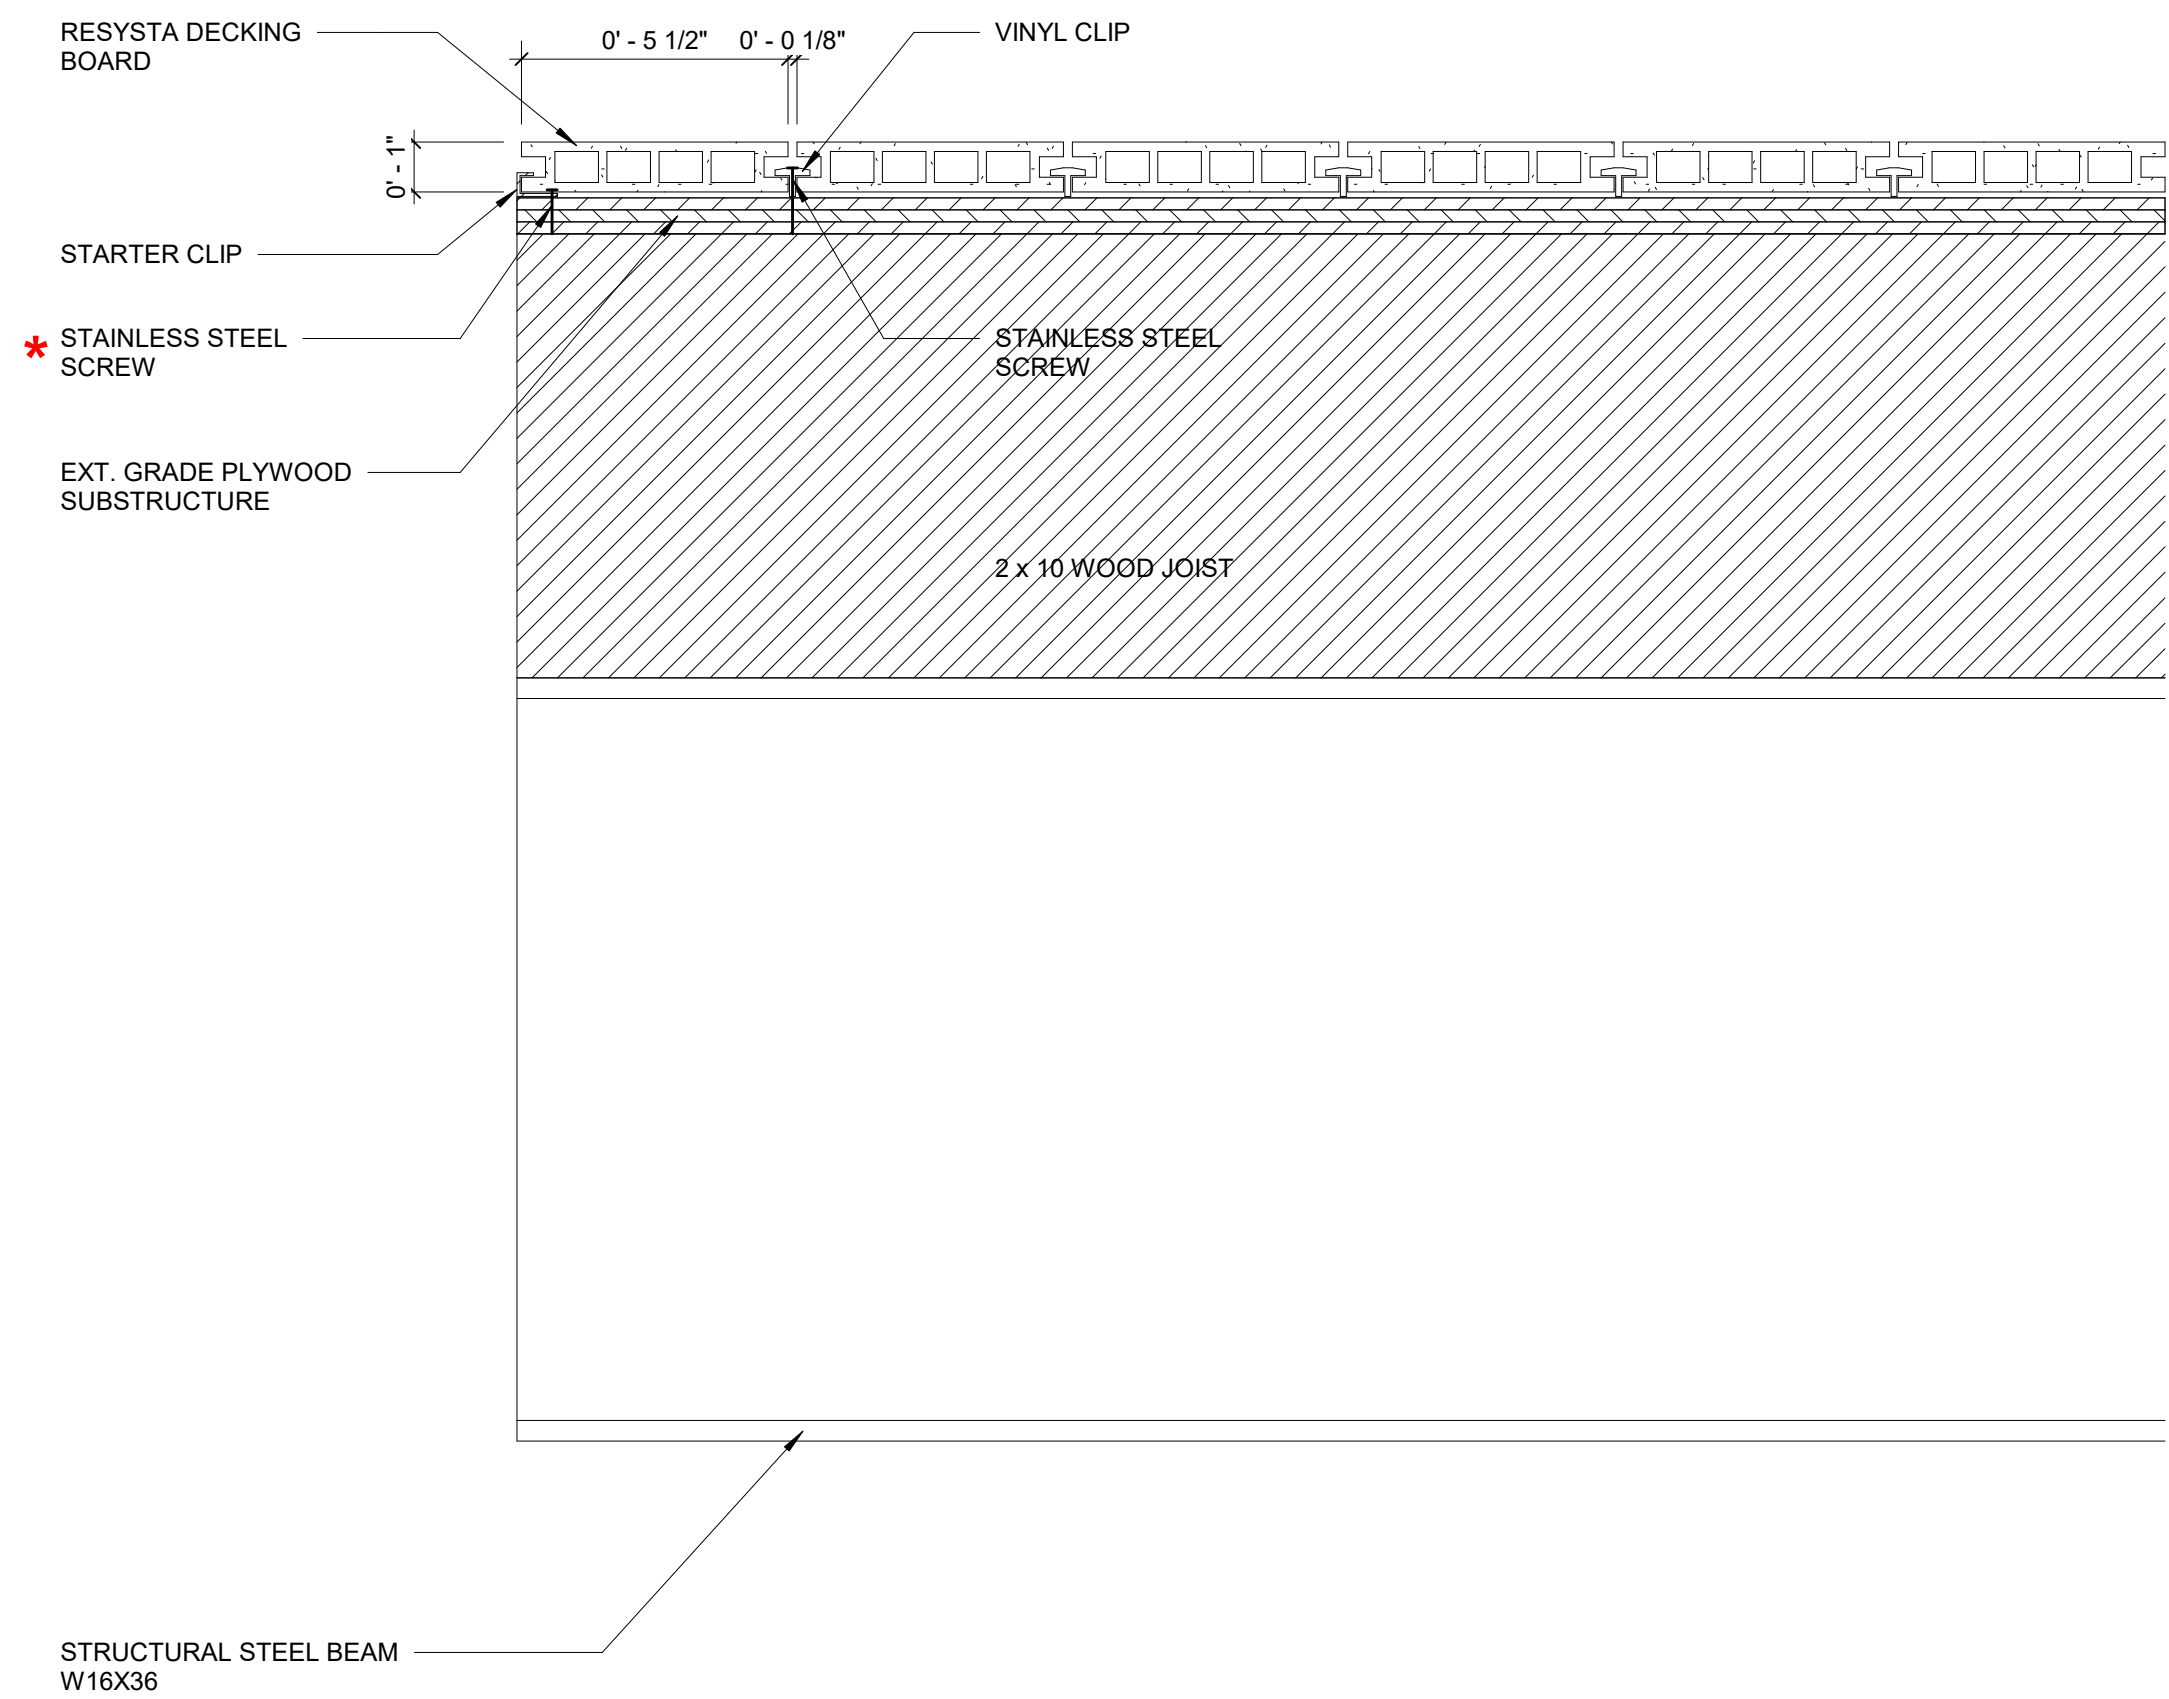 RESYSTA DECKING
BOARD
0' - 5 1/2"
0' - 0 1/8"
VINYL CLIP
0' - 1"
STARTER CLIP
* STAINLESS STEEL
SCREW
STAINLESS STEEL
SCREW
EXT. GRADE PLYWOOD
SUBSTRUCTURE
2 x 10 WOOD JOIST
STRUCTURAL STEEL BEAM
W16X36